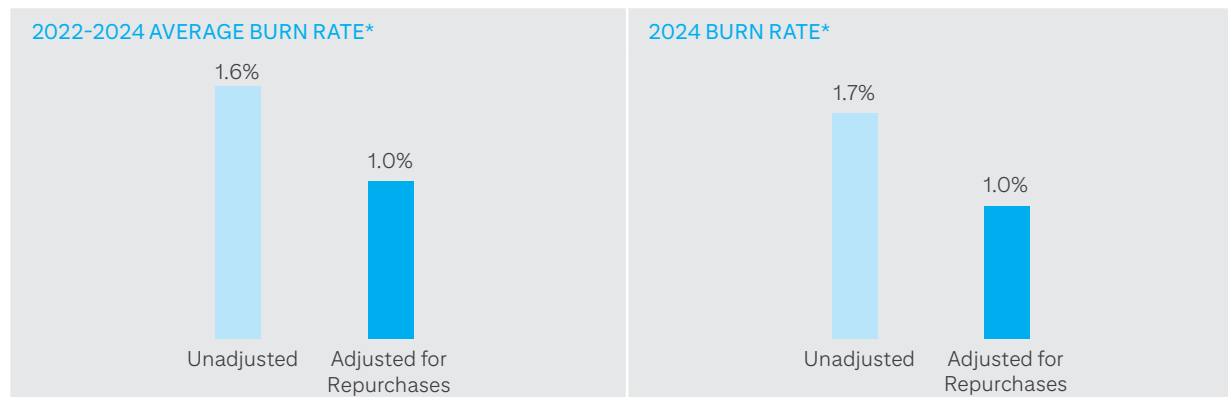 2022-2024 AVERAGE BURN RATE*
1.6%
1.0%
Unadjusted
Adjusted for
Repurchases
2024 BURN RATE*
1.7%
1.0%
Unadjusted
Adjusted for
Repurchases